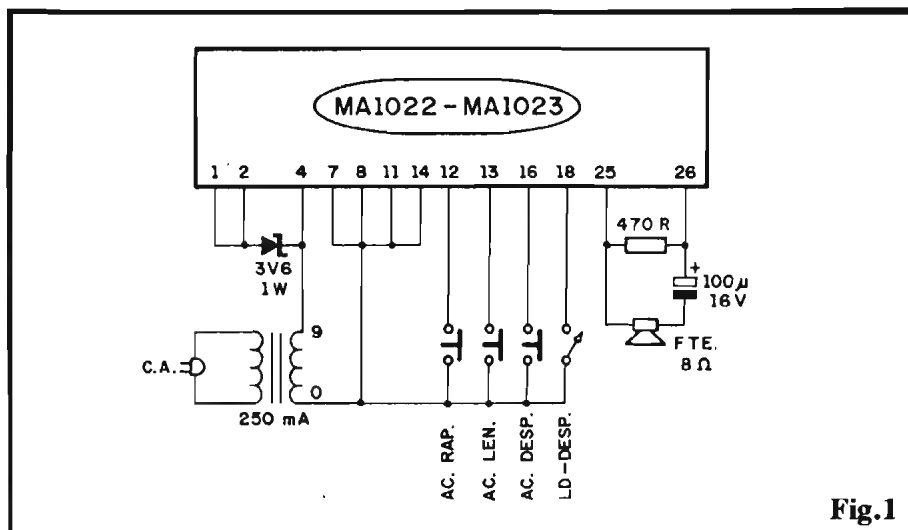 MA1022 - MA1023
1 2 4 7 8 11 14 12 13 16 18 25 26
470 R
3V6
1W
+
100μ
16V
9
C.A.
FTE.
8Ω
0
250 mA
AC. RAP.
AC. LEN.
AC. DESP.
LD-DESP.
Fig.1